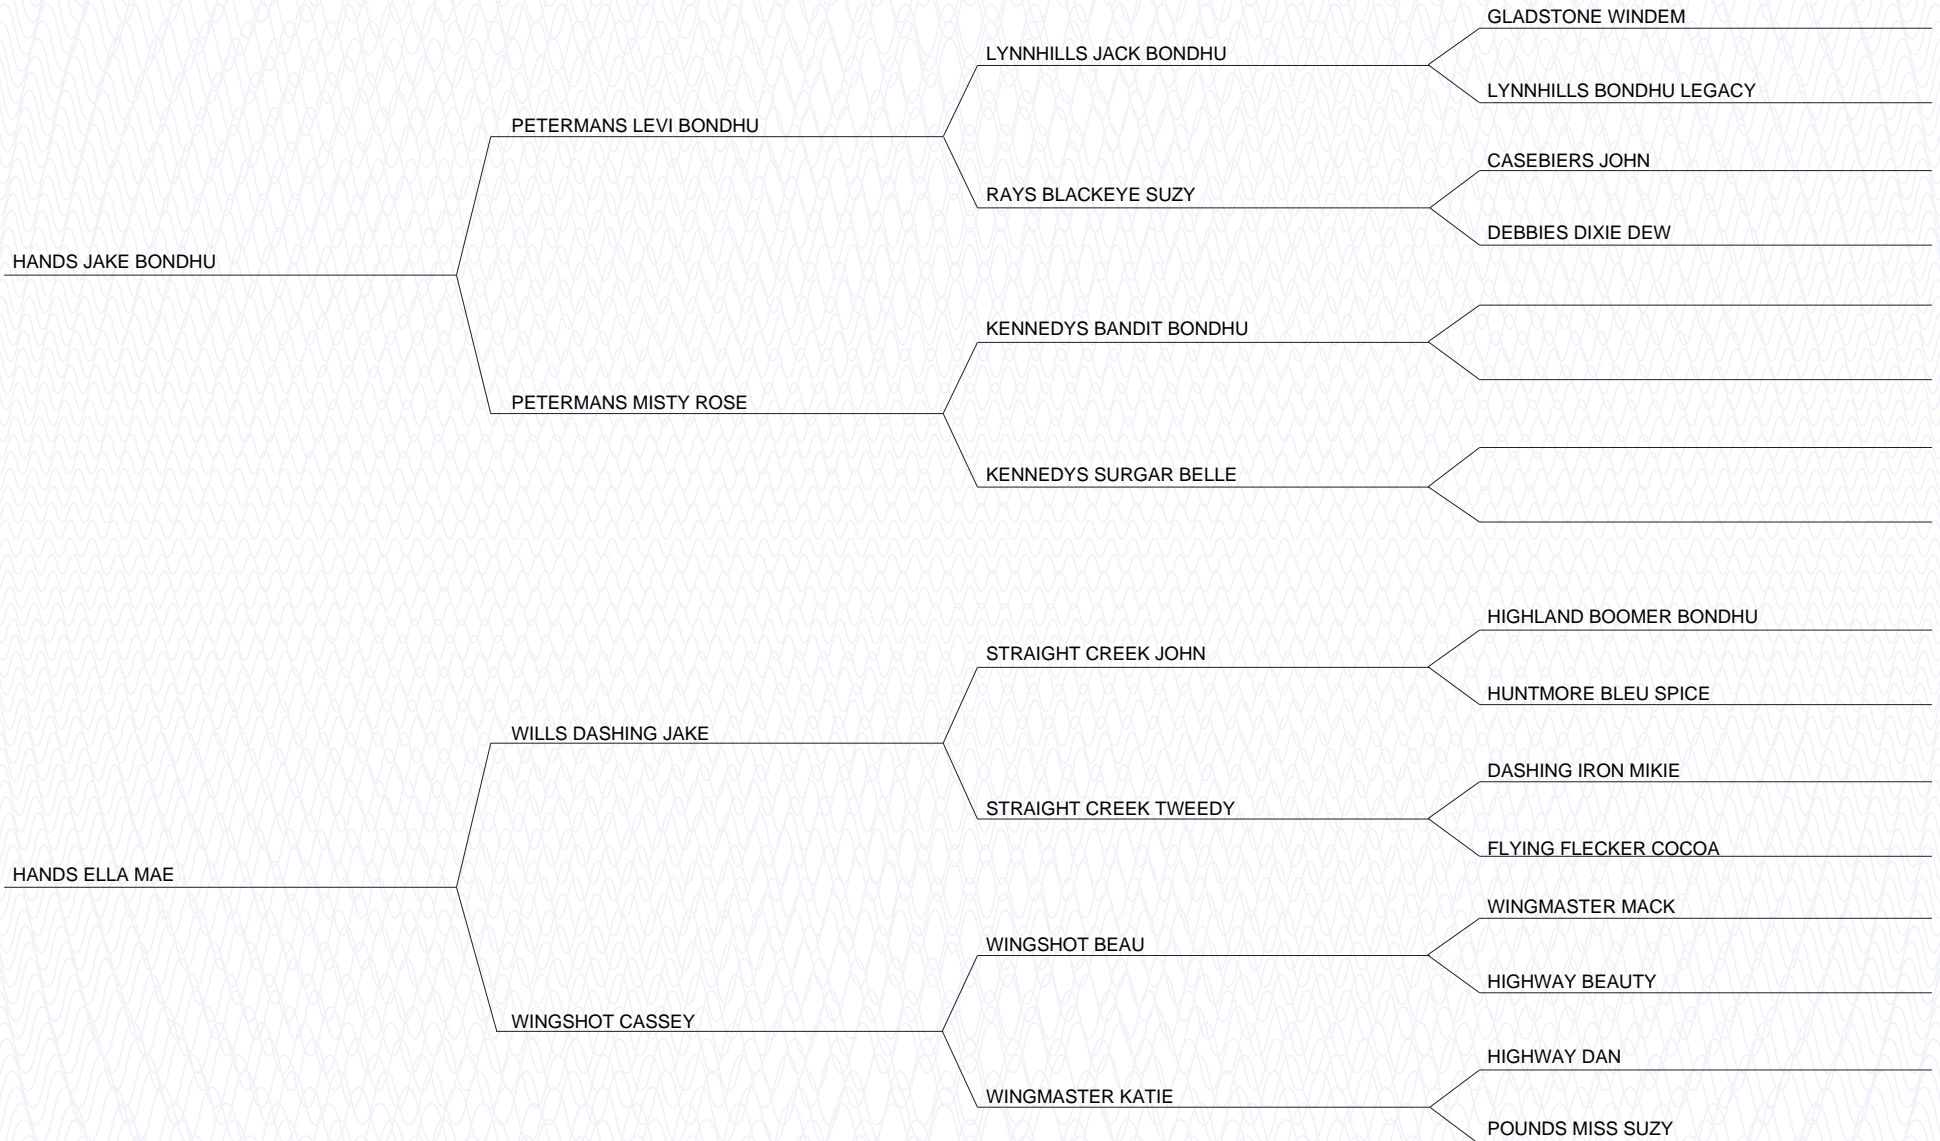 GLADSTONE WINDEM
LYNNHILLS JACK BONDHU
LYNNHILLS BONDHU LEGACY
PETERMANS LEVI BONDHU
CASEBIERS JOHN
RAYS BLACKEYE SUZY
DEBBIES DIXIE DEW
HANDS JAKE BONDHU
KENNEDYS BANDIT BONDHU
PETERMANS MISTY ROSE
KENNEDYS SURGAR BELLE
HIGHLAND BOOMER BONDHU
STRAIGHT CREEK JOHN
HUNTMORE BLEU SPICE
WILLS DASHING JAKE
DASHING IRON MIKIE
STRAIGHT CREEK TWEEDY
FLYING FLECKER COCOA
HANDS ELLA MAE
WINGMASTER MACK
WINGSHOT BEAU
HIGHWAY BEAUTY
WINGSHOT CASSEY
HIGHWAY DAN
WINGMASTER KATIE
POUNDS MISS SUZY